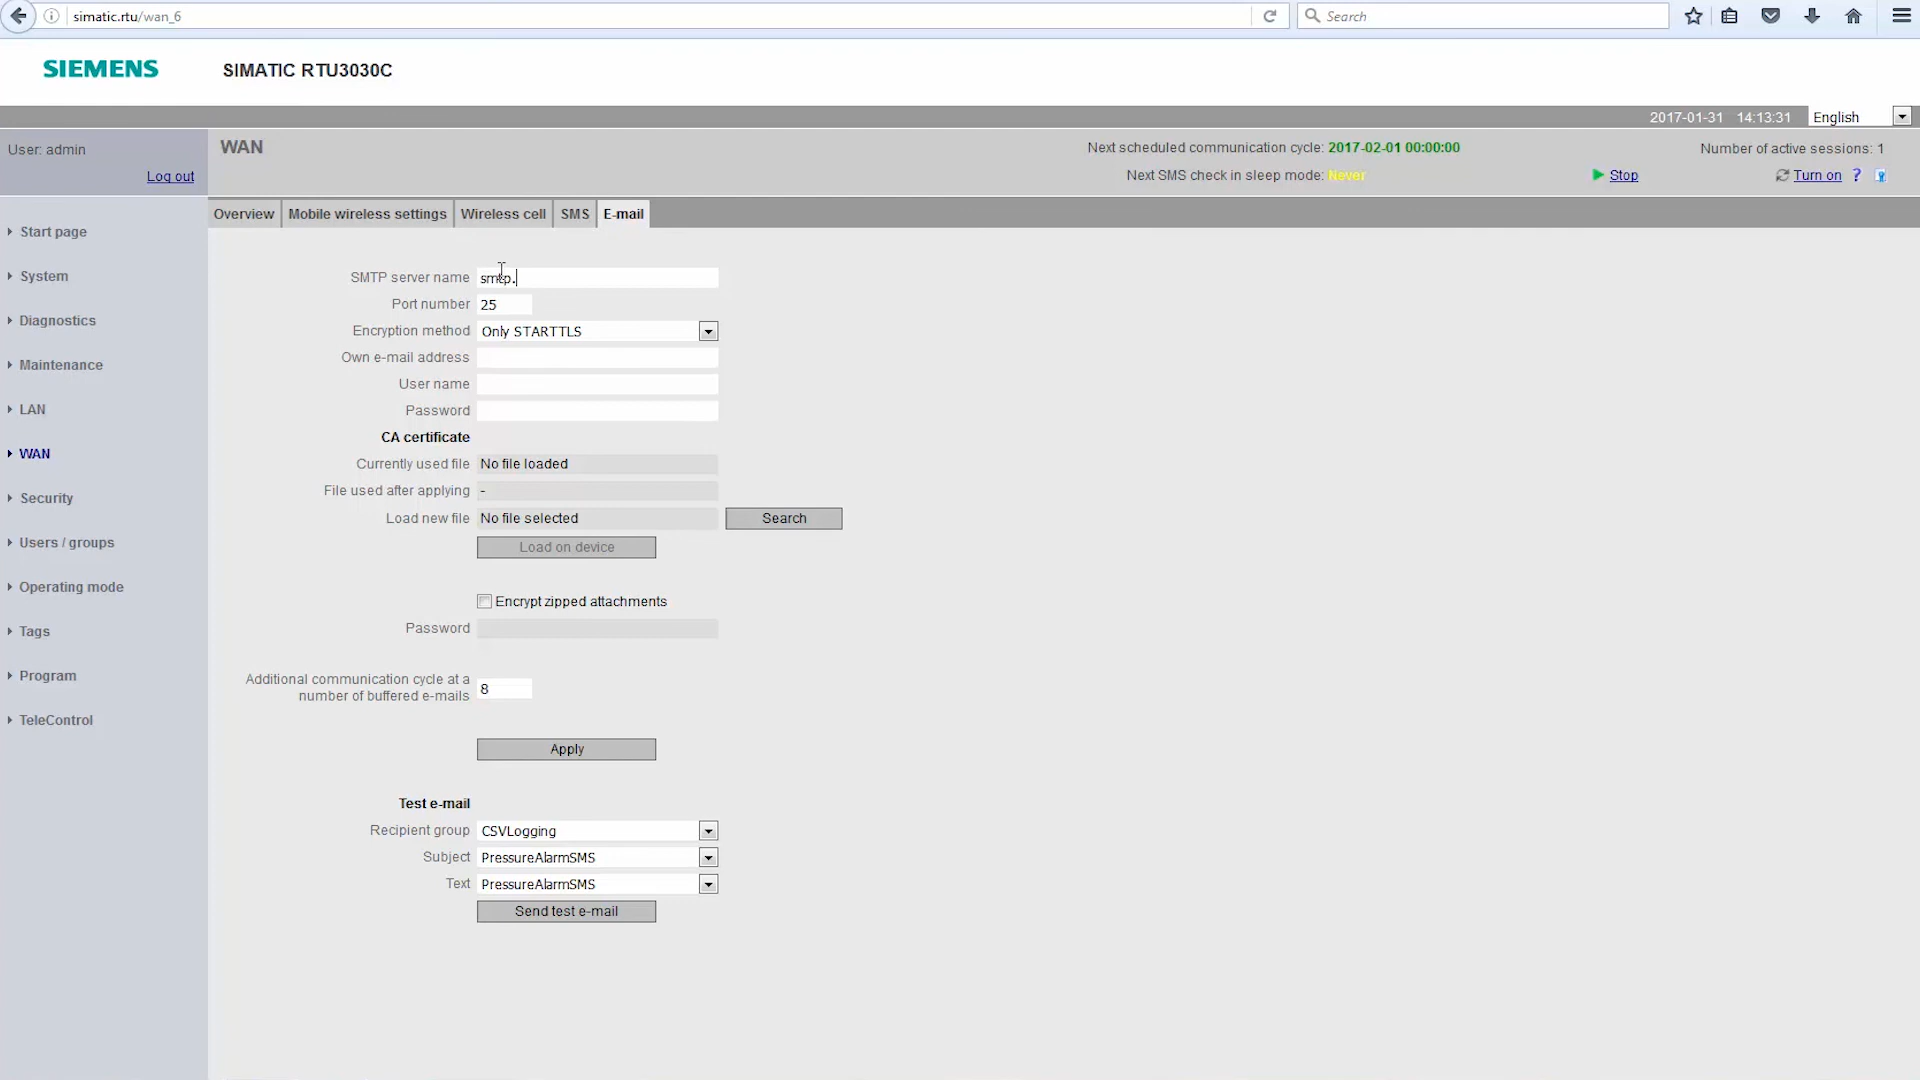 simatic.rtu/wan_6
Search
SIEMENS
SIMATIC RTU3030C
2017-01-31 14:13:31 English
User: admin
Log out
WAN
Next scheduled communication cycle: 2017-02-01 00:00:00
Next SMS check in sleep mode: Never
Stop
Number of active sessions: 1
Turn on ?
Start page
System
Diagnostics
Maintenance
LAN
WAN
Security
Users / groups
Operating mode
Tags
Program
TeleControl
Overview Mobile wireless settings Wireless cell SMS E-mail
SMTP server name smtp.
Port number 25
Encryption method Only STARTTLS
Own e-mail address
User name
Password
CA certificate
Currently used file No file loaded
File used after applying -
Load new file No file selected Search
Load on device
Encrypt zipped attachments
Password
Additional communication cycle at a
number of buffered e-mails 8
Apply
Test e-mail
Recipient group CSVLogging
Subject PressureAlarmSMS
Text PressureAlarmSMS
Send test e-mail